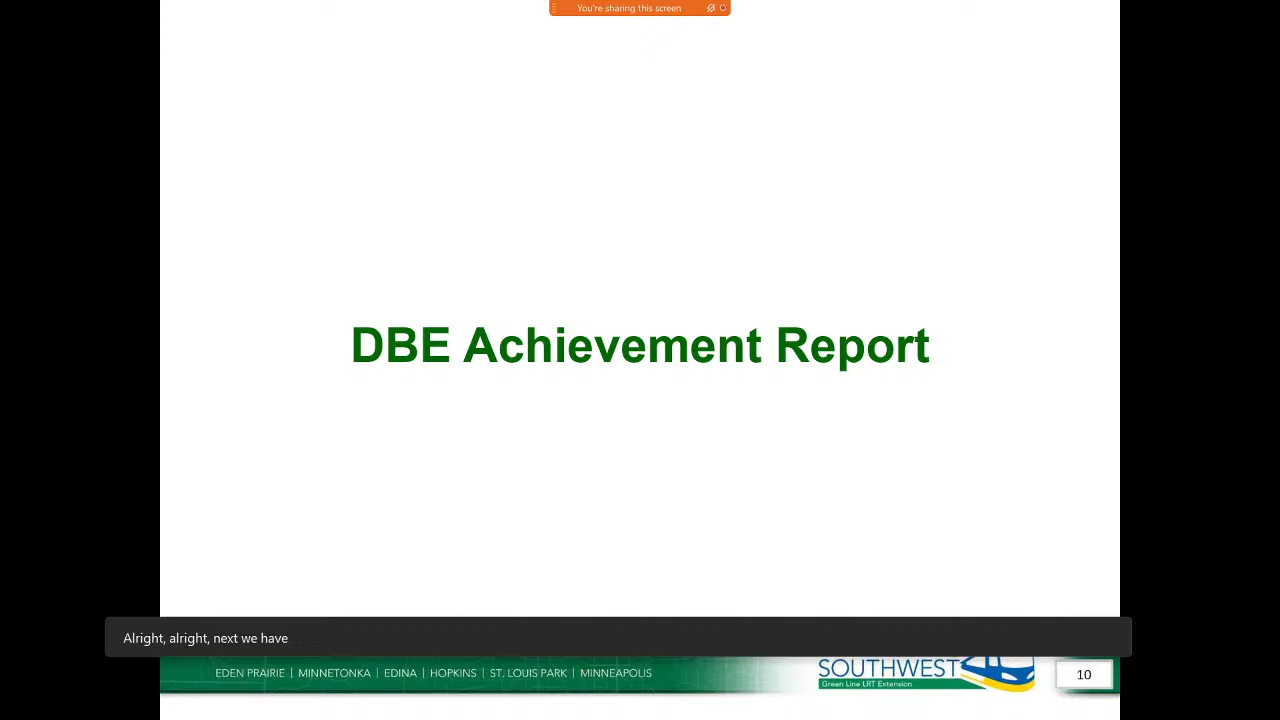 You're sharing this screen
DBE Achievement Report
Alright, alright, next we have
EDEN PRAIRIE | MINNETONKA | EDINA | HOPKINS | ST. LOUIS PARK | MINNEAPOLIS
SOUTHWEST
Green Line LRT Extension
10